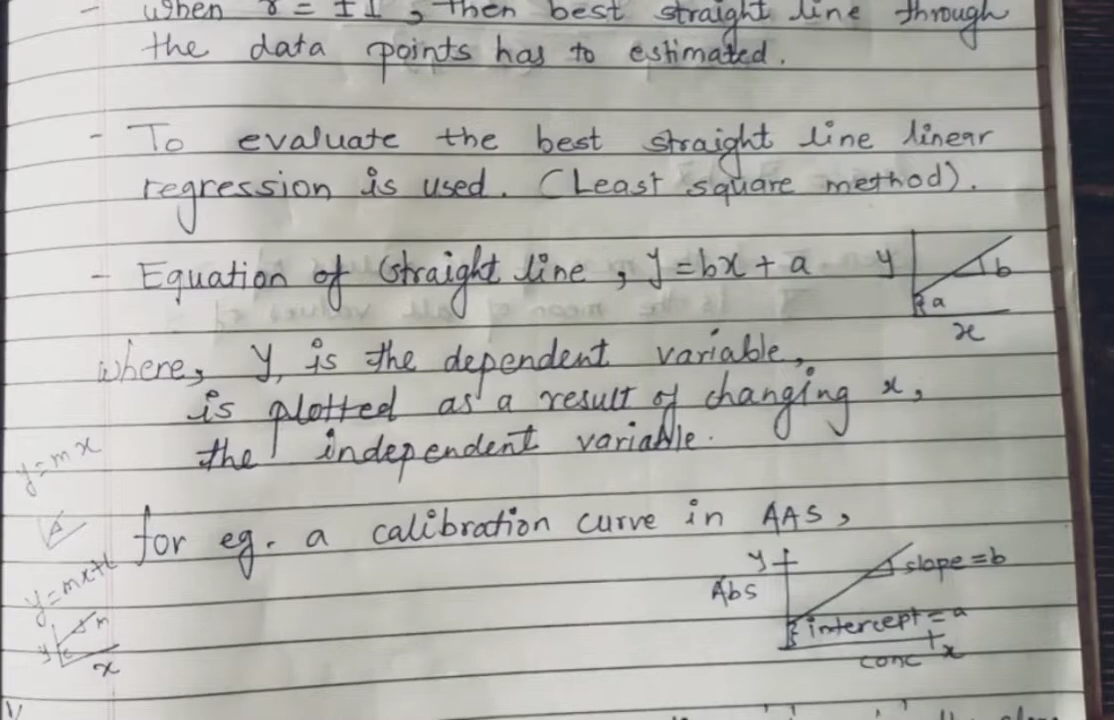 - when r = ±1, then best straight line through
the data points has to estimated.
- To evaluate the best straight line linear
regression is used. (Least square method).
- Equation of straight line, y = bx + a
y
b
a
x
where, y, is the dependent variable,
is plotted as a result of changing x,
the independent variable.
y = mx
for eg. a calibration curve in AAS,
y
Abs
slope = b
intercept = a
conc x
m
y
c
x